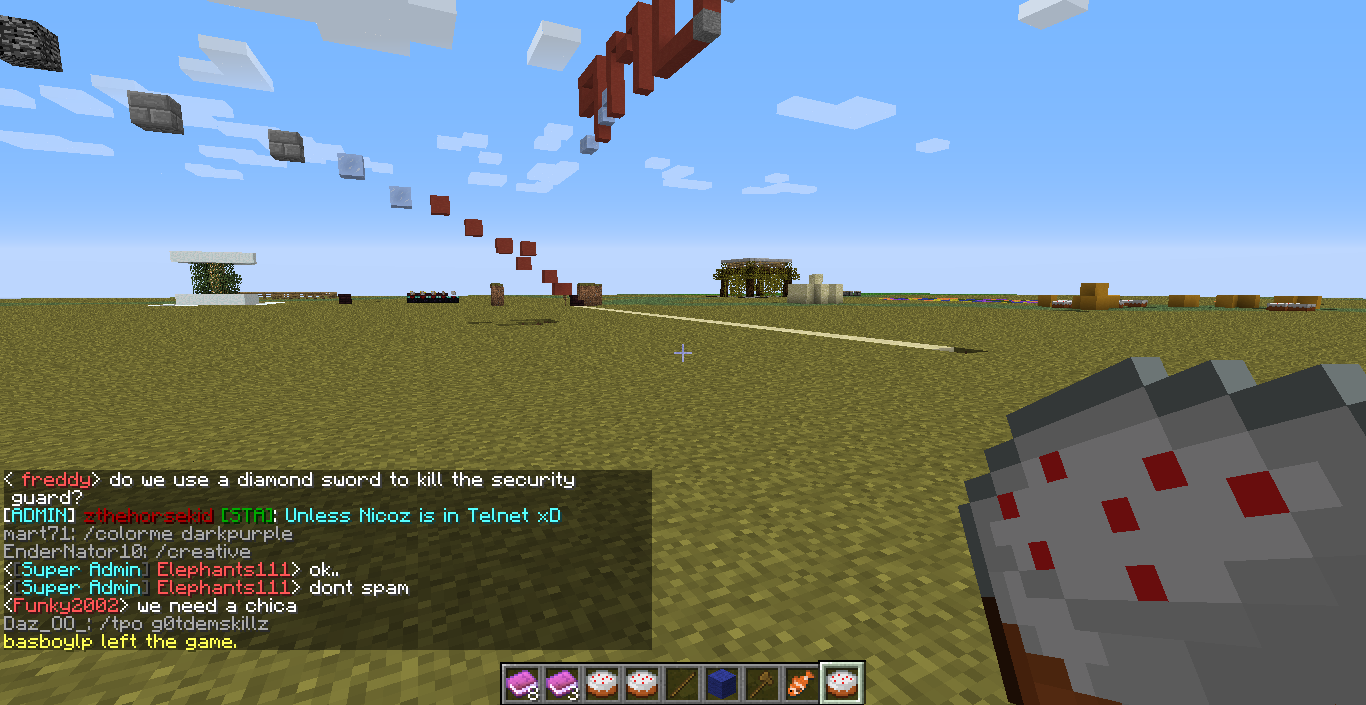 < freddy> do we use a diamond sword to kill the security
guard?
[ADMIN] zthehorsekid [STA]: Unless Nicoz is in Telnet xD
mart71: /colorme darkpurple
EnderNator10: /creative
<[Super Admin] Elephants111> ok..
<[Super Admin] Elephants111> dont spam
<Funky2002> we need a chica
Daz_OO_: /tpo g0tdemskillz
basboylp left the game.
8 3